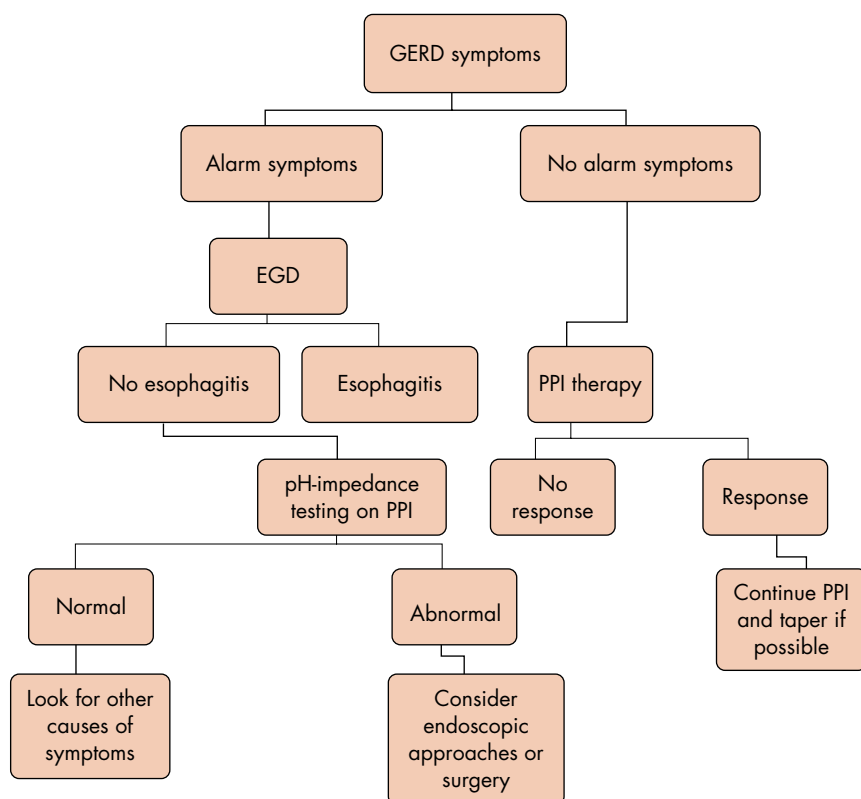 GERD symptoms
Alarm symptoms
No alarm symptoms
EGD
No esophagitis
Esophagitis
PPI therapy
pH-impedance
testing on PPI
No
response
Response
Normal
Abnormal
Continue PPI
and taper if
possible
Look for other
causes of
symptoms
Consider
endoscopic
approaches or
surgery